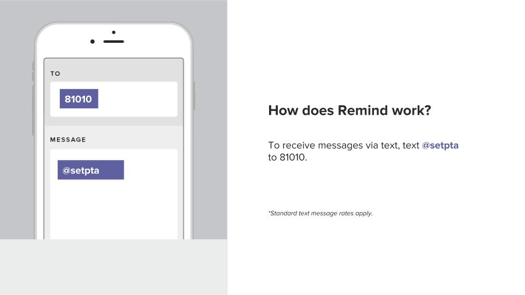 TO
81010
MESSAGE
@setpta
How does Remind work?
To receive messages via text, text @setpta
to 81010.
*Standard text message rates apply.